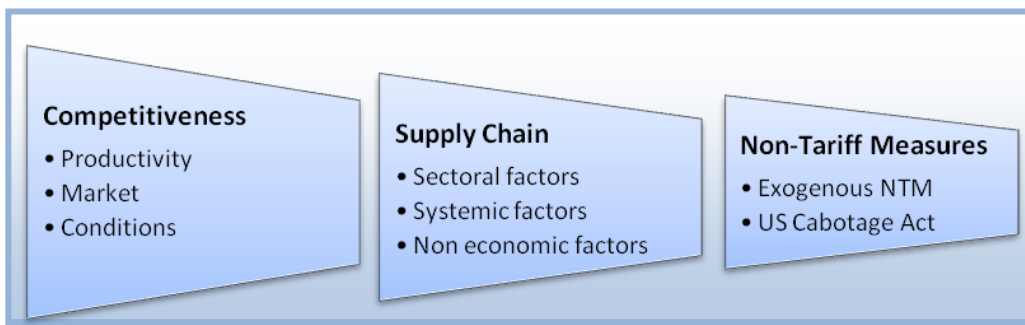 Competitiveness
• Productivity
• Market
• Conditions
Supply Chain
• Sectoral factors
• Systemic factors
• Non economic factors
Non-Tariff Measures
• Exogenous NTM
• US Cabotage Act